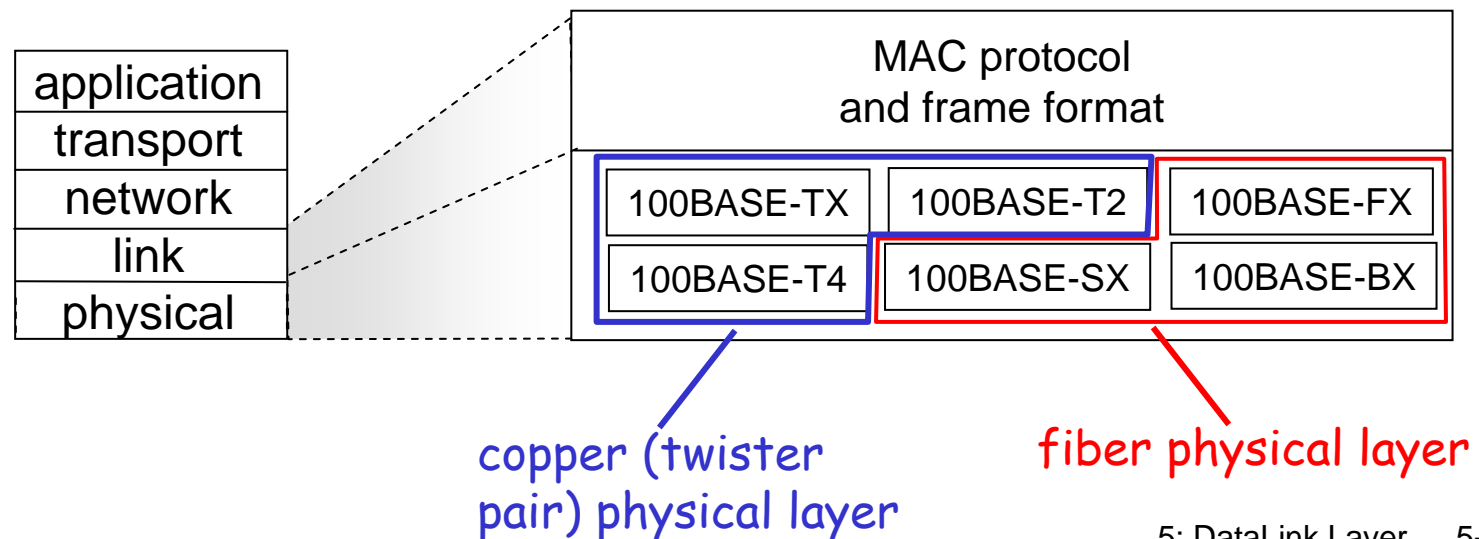 application
transport
network
link
physical
MAC protocol
and frame format
100BASE-TX
100BASE-T2
100BASE-FX
100BASE-T4
100BASE-SX
100BASE-BX
copper (twister
pair) physical layer
fiber physical layer
5: DataLink Layer 5-